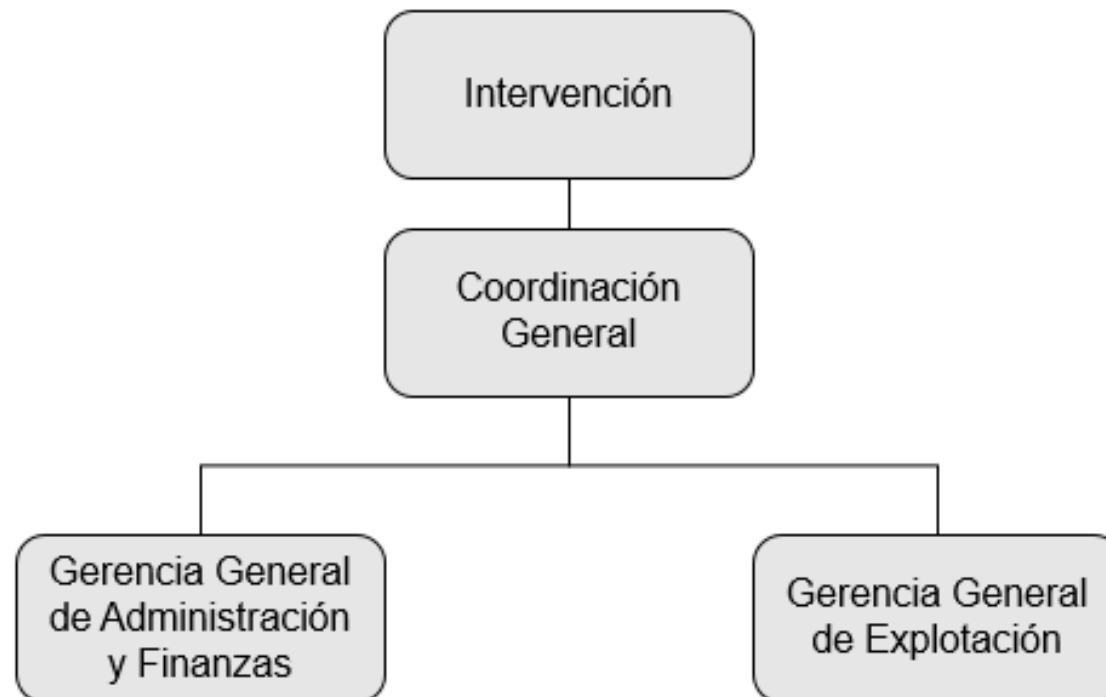 Intervención
Coordinación
General
Gerencia General
de Administración
y Finanzas
Gerencia General
de Explotación